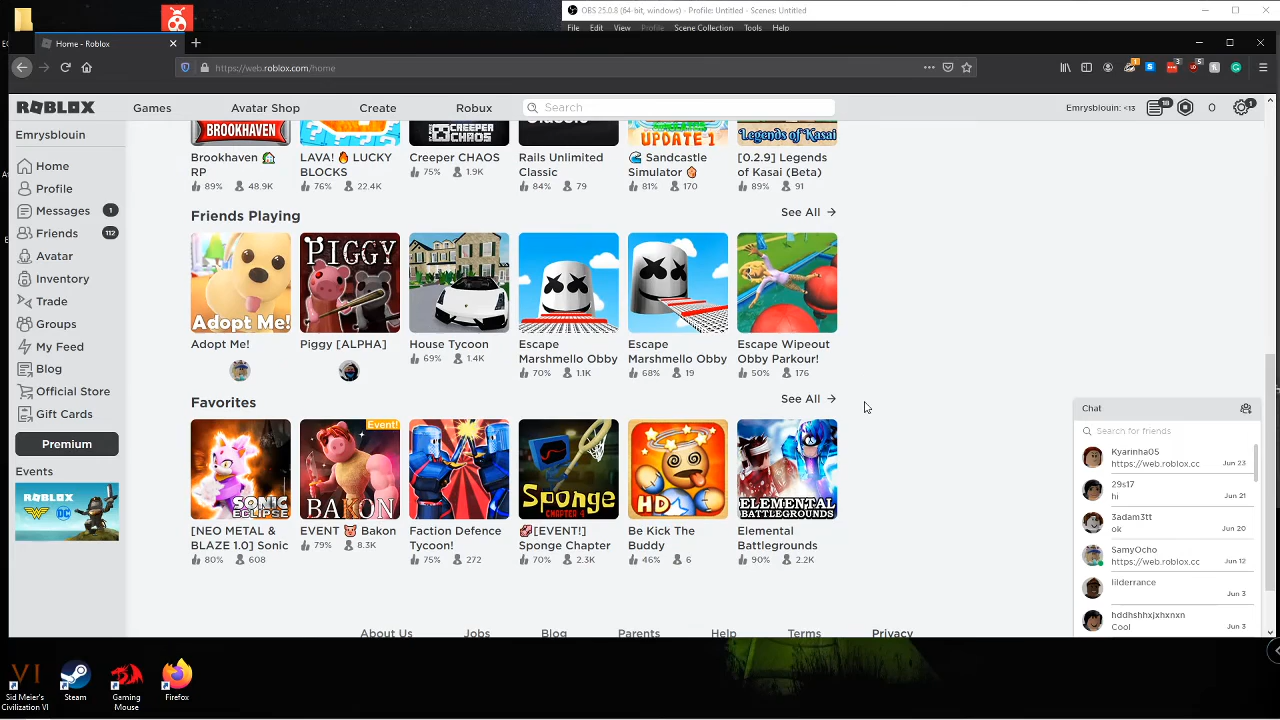 OBS 25.0.8 (64-bit, windows) - Profile: Untitled - Scenes: Untitled
File Edit View Profile Scene Collection Tools Help
Home - Roblox
https://web.roblox.com/home
ROBLOX Games Avatar Shop Create Robux Search Emrysblouin: <13 18 0 1
Emrysblouin
Home
Profile
Messages 1
Friends 112
Avatar
Inventory
Trade
Groups
My Feed
Blog
Official Store
Gift Cards
Premium
Events
ROBLOX
DC
BROOKHAVEN
LUCKY BLOCKS
CREEPER CHAOS
Classic
UPDATE 1
Legends of Kasai
Brookhaven 🏡 RP
89% 48.9K
LAVA! 🔥 LUCKY BLOCKS
76% 22.4K
Creeper CHAOS
75% 1.9K
Rails Unlimited Classic
84% 79
🌊 Sandcastle Simulator
81% 170
[0.2.9] Legends of Kasai (Beta)
89% 91
Friends Playing
See All →
Adopt Me!
PIGGY
Adopt Me!
Piggy [ALPHA]
House Tycoon
69% 1.4K
Escape Marshmello Obby
70% 1.1K
Escape Marshmello Obby
68% 19
Escape Wipeout Obby Parkour!
50% 176
Favorites
See All →
SONIC ECLIPSE
Event!
BAKON
Sponge
CHAPTER 4
HD
ELEMENTAL BATTLEGROUNDS
[NEO METAL & BLAZE 1.0] Sonic
80% 608
EVENT 🐷 Bakon
79% 8.3K
Faction Defence Tycoon!
75% 272
[EVENT!] Sponge Chapter
70% 2.3K
Be Kick The Buddy
46% 6
Elemental Battlegrounds
90% 2.2K
About Us Jobs Blog Parents Help Terms Privacy
Chat
Search for friends
Kyarinha05
https://web.roblox.cc Jun 23
29s17
hi Jun 21
3adam3tt
ok Jun 20
SamyOcho
https://web.roblox.cc Jun 12
lilderrance
Jun 3
hddhshhxjxhxnxn
Cool Jun 3
Sid Meier's Civilization VI
Steam
Gaming Mouse
Firefox